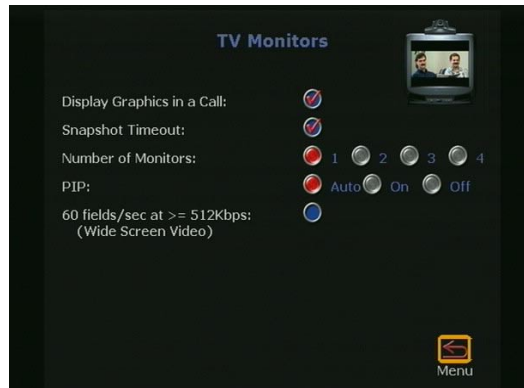 TV Monitors
Display Graphics in a Call:
Snapshot Timeout:
Number of Monitors: 1 2 3 4
PIP: Auto On Off
60 fields/sec at >= 512Kbps:
(Wide Screen Video)
Menu